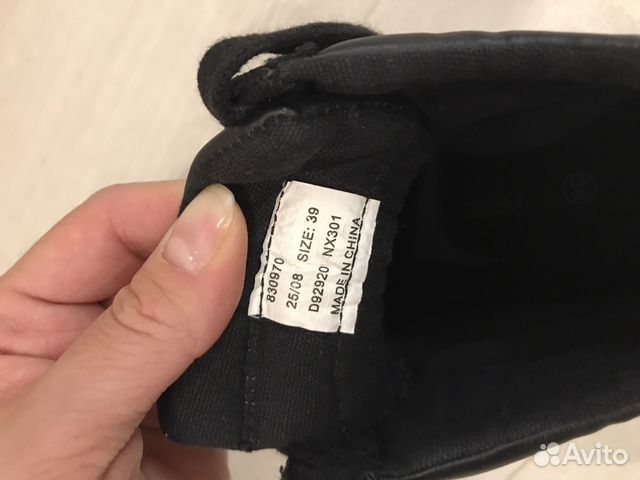 830970
25/08 SIZE: 39
D92920 NX301
MADE IN CHINA
Avito